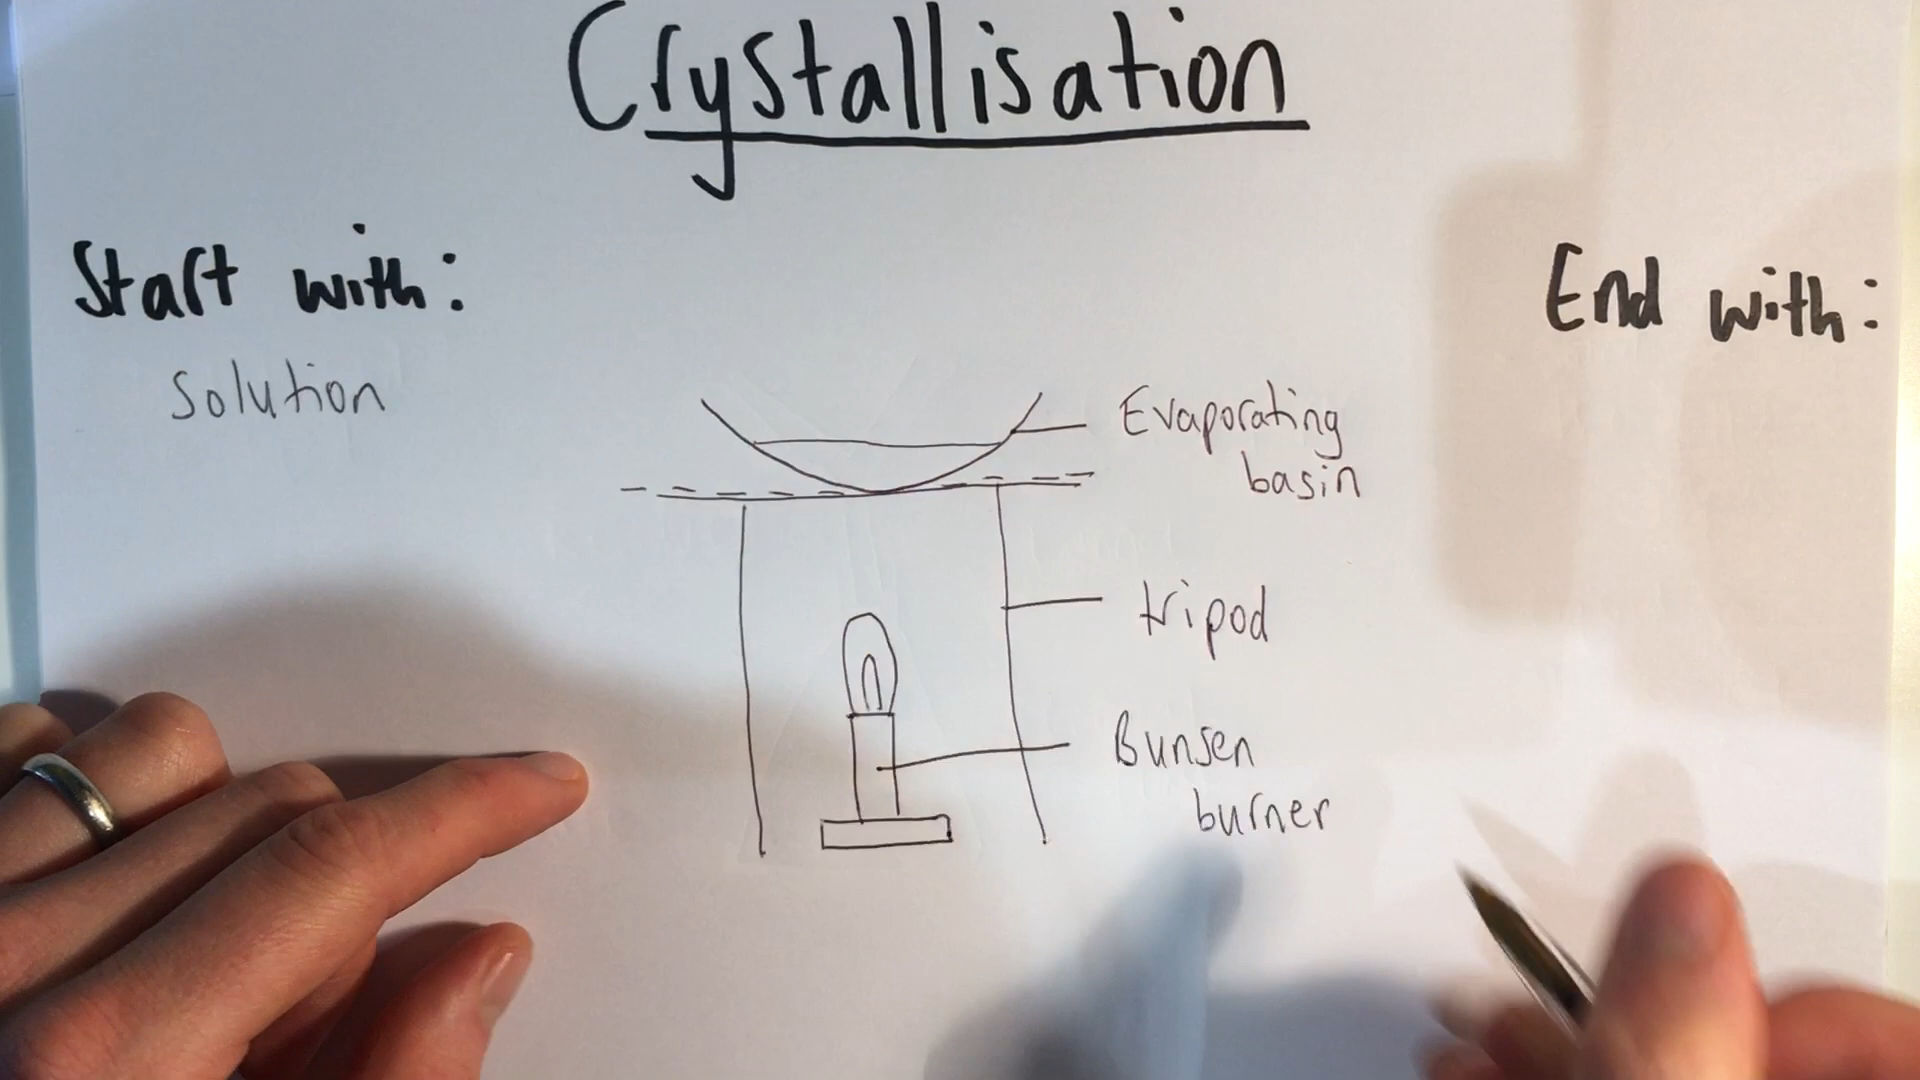 Crystallisation
Start with:
End with:
Solution
Evaporating
basin
tripod
Bunsen
burner